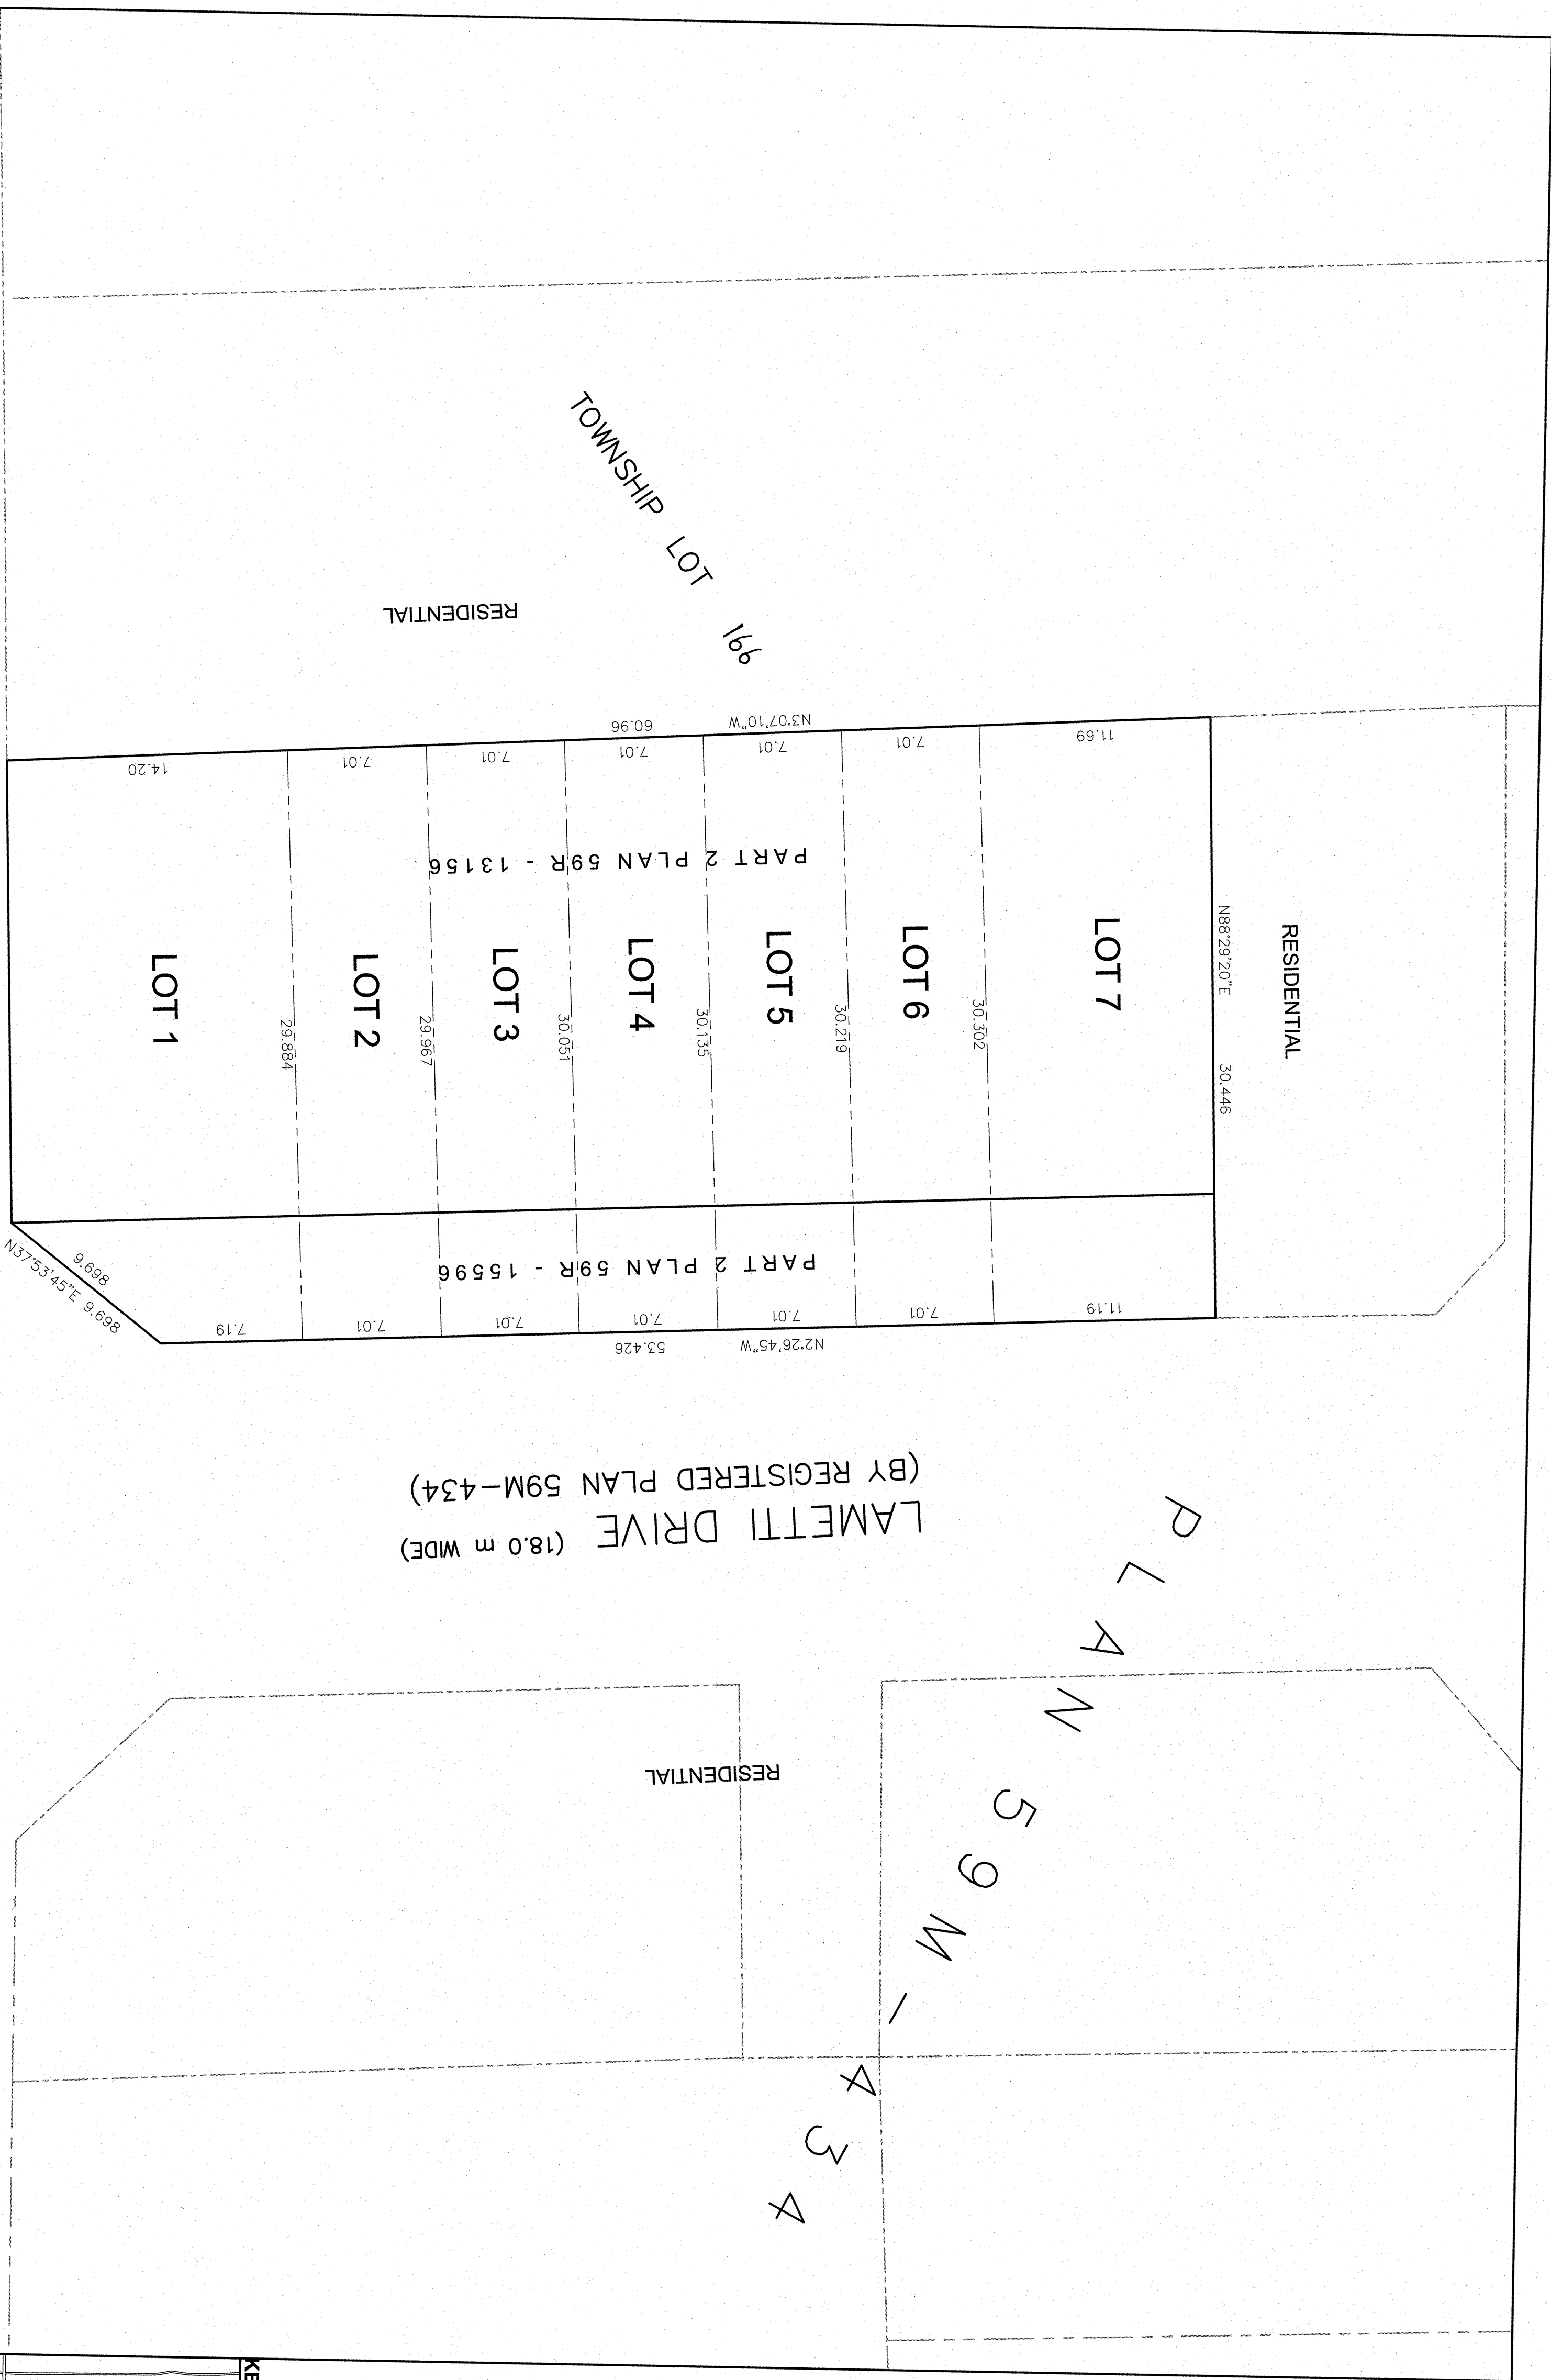 TOWNSHIP LOT 166
RESIDENTIAL
N3°07'10"W 60.96
11.69
7.01
7.01
7.01
7.01
7.01
14.20
PART 2 PLAN 59R - 13156
LOT 1
LOT 2
LOT 3
LOT 4
LOT 5
LOT 6
LOT 7
29.884
29.967
30.051
30.135
30.219
30.302
N88°29'20"E 30.446
RESIDENTIAL
PART 2 PLAN 59R - 15596
11.19
7.01
7.01
7.01
7.01
7.01
7.19
9.698
N37°53'45"E 9.698
N2°26'45"W 53.426
(BY REGISTERED PLAN 59M-434)
LAMETTI DRIVE (18.0 m WIDE)
PLAN 59M-434
RESIDENTIAL